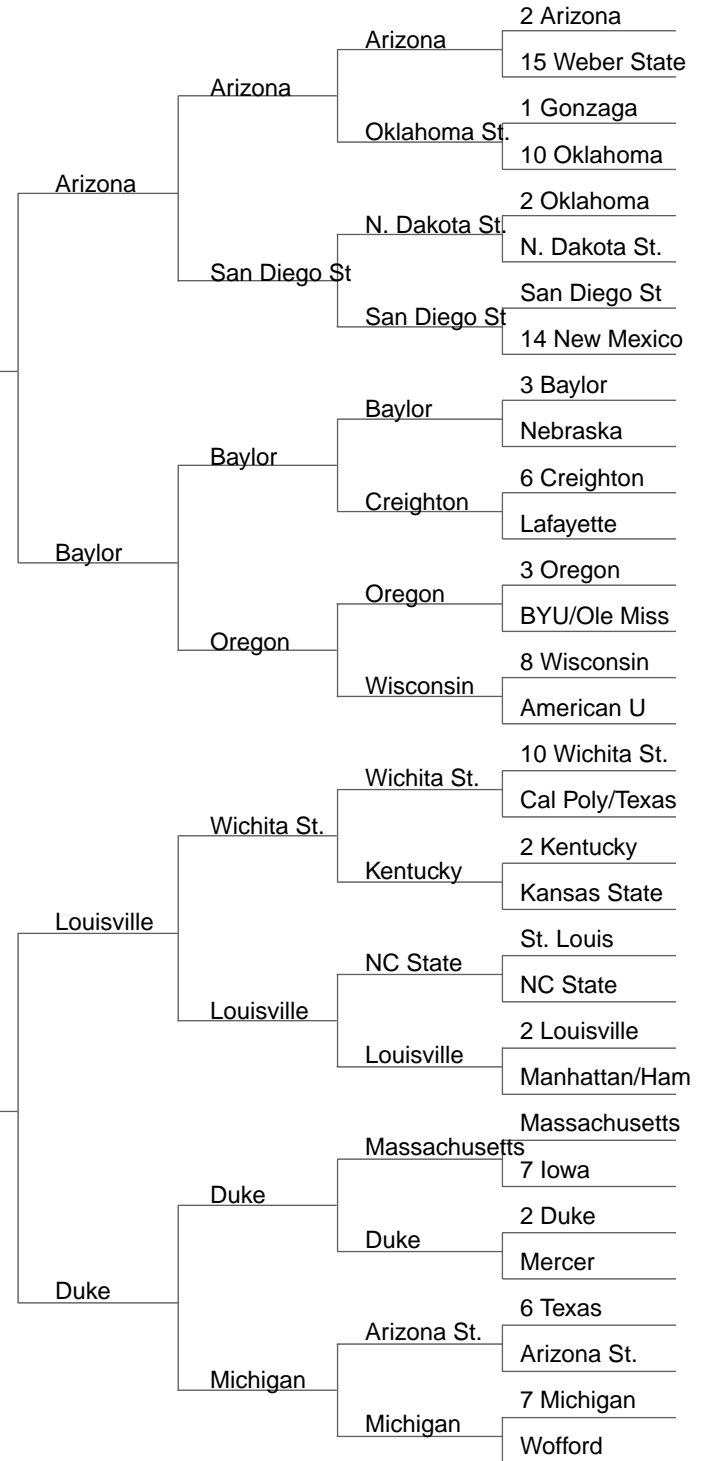 2 Arizona
Arizona
15 Weber State
Arizona
1 Gonzaga
Oklahoma St.
10 Oklahoma
Arizona
2 Oklahoma
N. Dakota St.
N. Dakota St.
San Diego St
San Diego St
San Diego St
14 New Mexico
3 Baylor
Baylor
Nebraska
Baylor
6 Creighton
Creighton
Lafayette
Baylor
3 Oregon
Oregon
BYU/Ole Miss
Oregon
8 Wisconsin
Wisconsin
American U
10 Wichita St.
Wichita St.
Cal Poly/Texas
Wichita St.
2 Kentucky
Kentucky
Kansas State
Louisville
St. Louis
NC State
NC State
Louisville
2 Louisville
Louisville
Manhattan/Ham
Massachusetts
Massachusetts
7 Iowa
Duke
2 Duke
Duke
Mercer
Duke
6 Texas
Arizona St.
Arizona St.
Michigan
7 Michigan
Michigan
Wofford